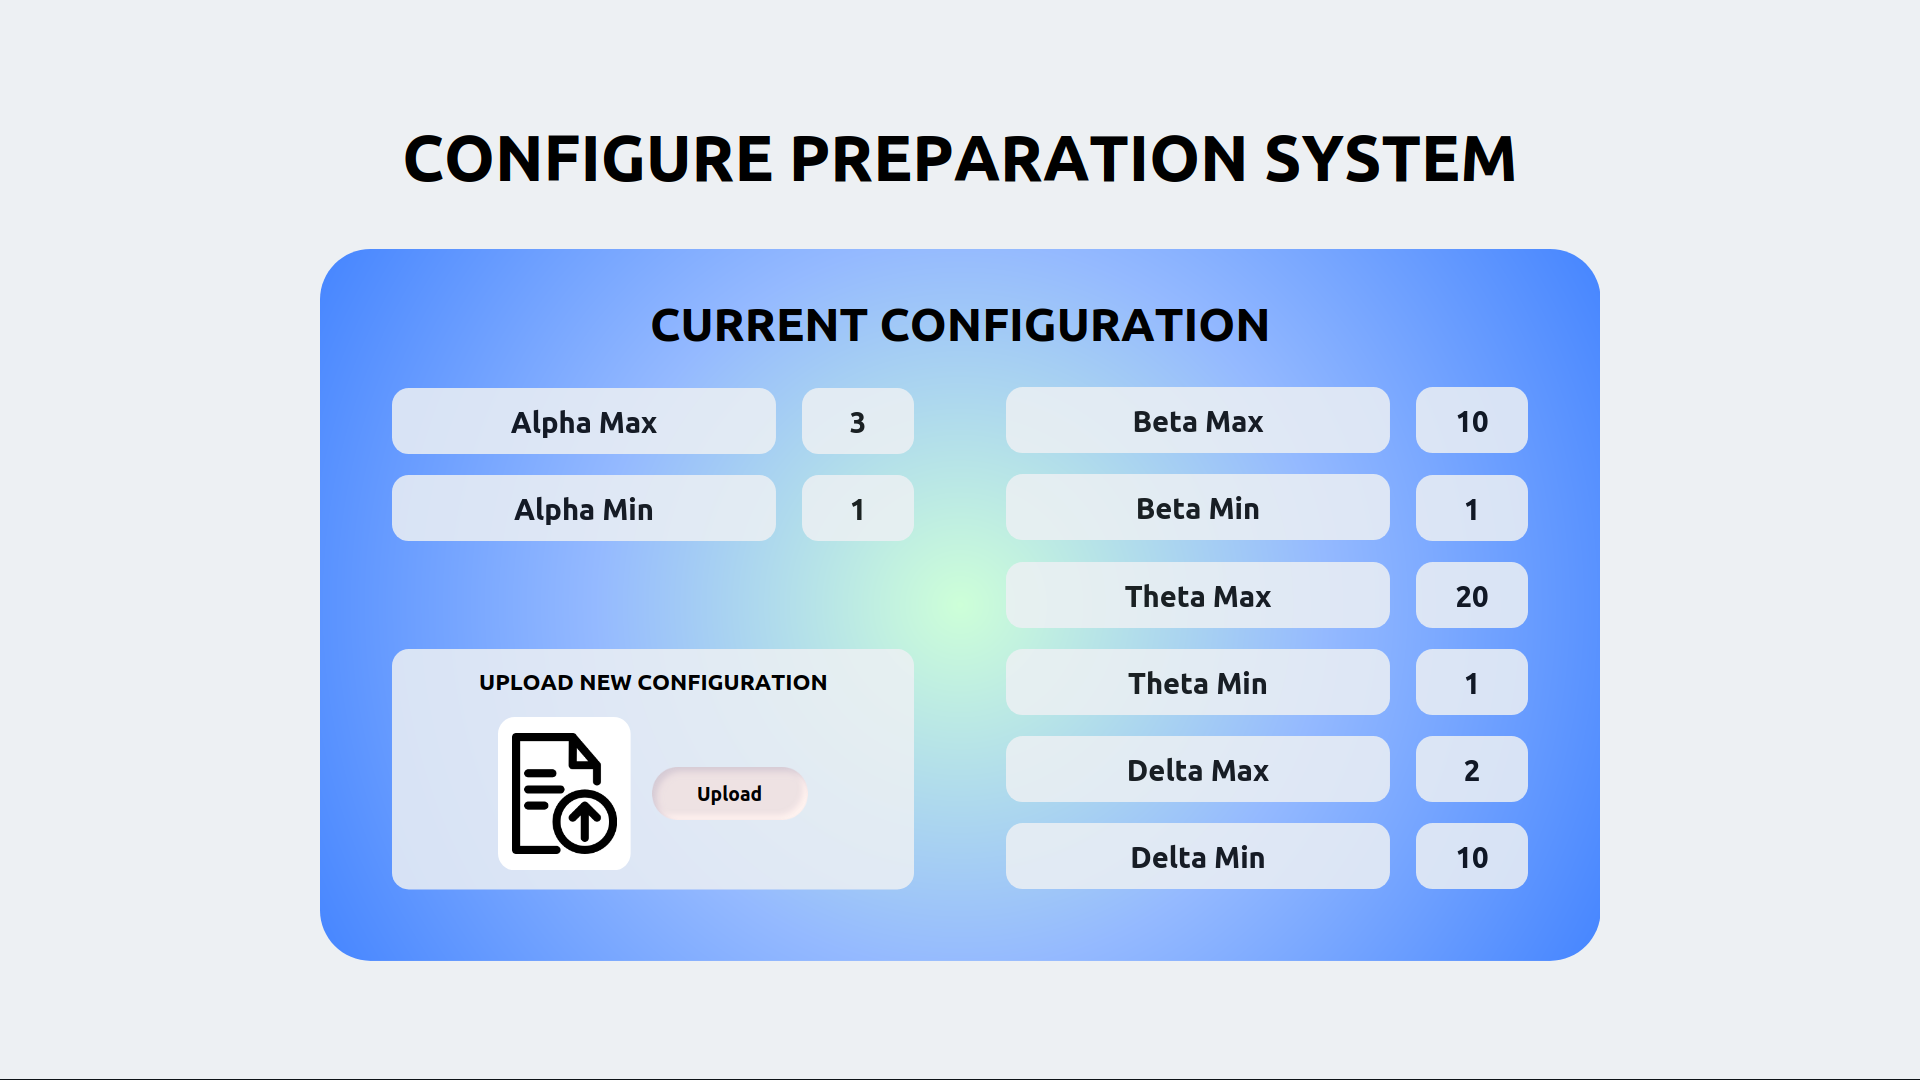 CONFIGURE PREPARATION SYSTEM
CURRENT CONFIGURATION
Alpha Max 3
Alpha Min 1
UPLOAD NEW CONFIGURATION
Upload
Beta Max 10
Beta Min 1
Theta Max 20
Theta Min 1
Delta Max 2
Delta Min 10